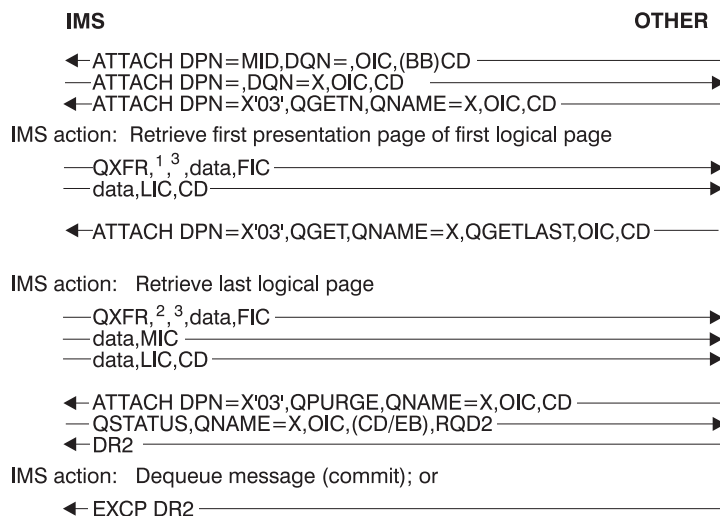 IMS OTHER
ATTACH DPN=MID,DQN=,OIC,(BB)CD
ATTACH DPN=,DQN=X,OIC,CD
ATTACH DPN=X'03',QGETN,QNAME=X,OIC,CD
IMS action: Retrieve first presentation page of first logical page
QXFR,1,3,data,FIC
data,LIC,CD
ATTACH DPN=X'03',QGET,QNAME=X,QGETLAST,OIC,CD
IMS action: Retrieve last logical page
QXFR,2,3,data,FIC
data,MIC
data,LIC,CD
ATTACH DPN=X'03',QPURGE,QNAME=X,OIC,CD
QSTATUS,QNAME=X,OIC,(CD/EB),RQD2
DR2
IMS action: Dequeue message (commit); or
EXCP DR2